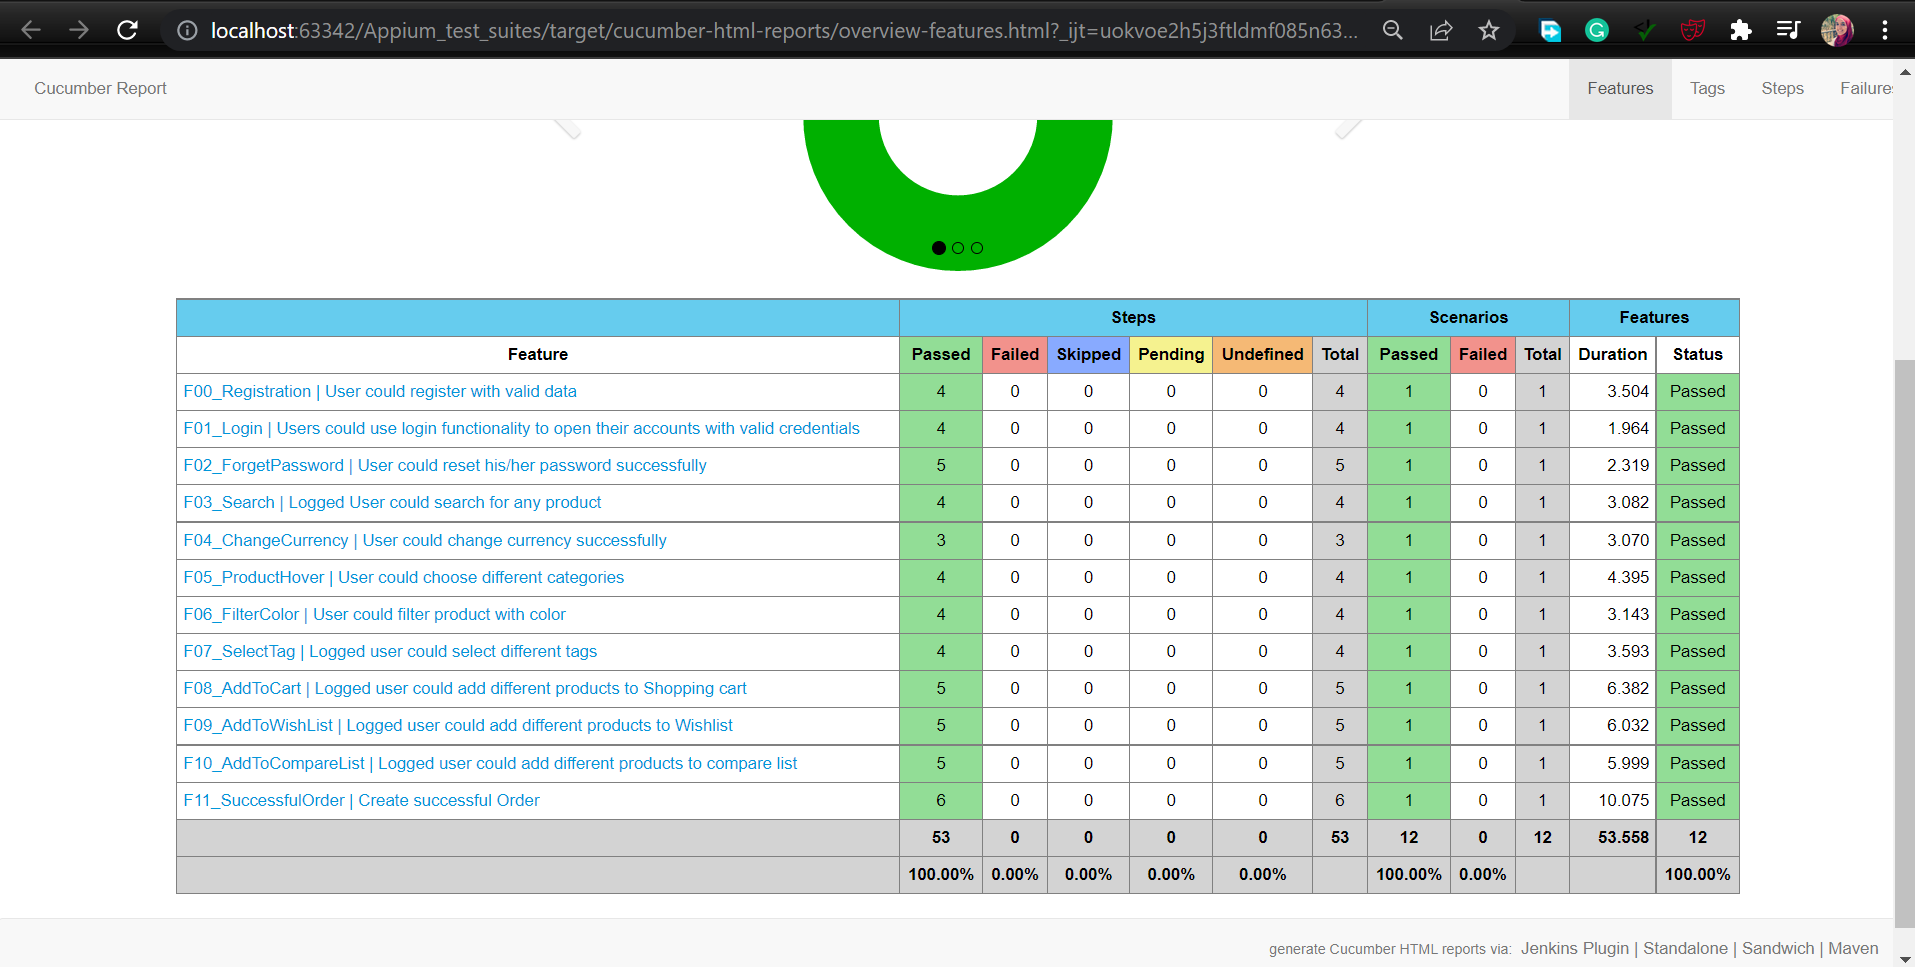 localhost:63342/Appium_test_suites/target/cucumber-html-reports/overview-features.html?_ijt=uokvoe2h5j3ftldmf085n63...
Cucumber Report Features Tags Steps Failures
Steps Scenarios Features
Feature Passed Failed Skipped Pending Undefined Total Passed Failed Total Duration Status
F00_Registration | User could register with valid data 4 0 0 0 0 4 1 0 1 3.504 Passed
F01_Login | Users could use login functionality to open their accounts with valid credentials 4 0 0 0 0 4 1 0 1 1.964 Passed
F02_ForgetPassword | User could reset his/her password successfully 5 0 0 0 0 5 1 0 1 2.319 Passed
F03_Search | Logged User could search for any product 4 0 0 0 0 4 1 0 1 3.082 Passed
F04_ChangeCurrency | User could change currency successfully 3 0 0 0 0 3 1 0 1 3.070 Passed
F05_ProductHover | User could choose different categories 4 0 0 0 0 4 1 0 1 4.395 Passed
F06_FilterColor | User could filter product with color 4 0 0 0 0 4 1 0 1 3.143 Passed
F07_SelectTag | Logged user could select different tags 4 0 0 0 0 4 1 0 1 3.593 Passed
F08_AddToCart | Logged user could add different products to Shopping cart 5 0 0 0 0 5 1 0 1 6.382 Passed
F09_AddToWishList | Logged user could add different products to Wishlist 5 0 0 0 0 5 1 0 1 6.032 Passed
F10_AddToCompareList | Logged user could add different products to compare list 5 0 0 0 0 5 1 0 1 5.999 Passed
F11_SuccessfulOrder | Create successful Order 6 0 0 0 0 6 1 0 1 10.075 Passed
53 0 0 0 0 53 12 0 12 53.558 12
100.00% 0.00% 0.00% 0.00% 0.00% 100.00% 0.00% 100.00%
generate Cucumber HTML reports via: Jenkins Plugin | Standalone | Sandwich | Maven